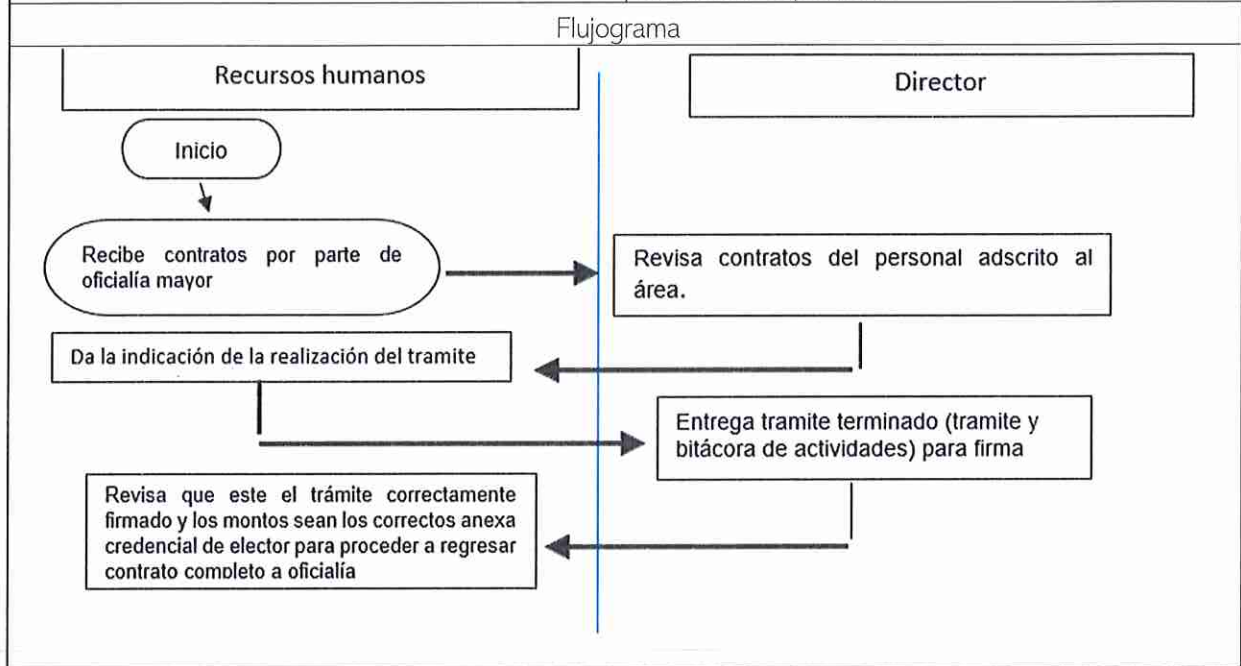 Flujograma
Recursos humanos
Director
Inicio
Recibe contratos por parte de
oficialía mayor
Revisa contratos del personal adscrito al
área.
Da la indicación de la realización del tramite
Entrega tramite terminado (tramite y
bitácora de actividades) para firma
Revisa que este el trámite correctamente
firmado y los montos sean los correctos anexa
credencial de elector para proceder a regresar
contrato completo a oficialía